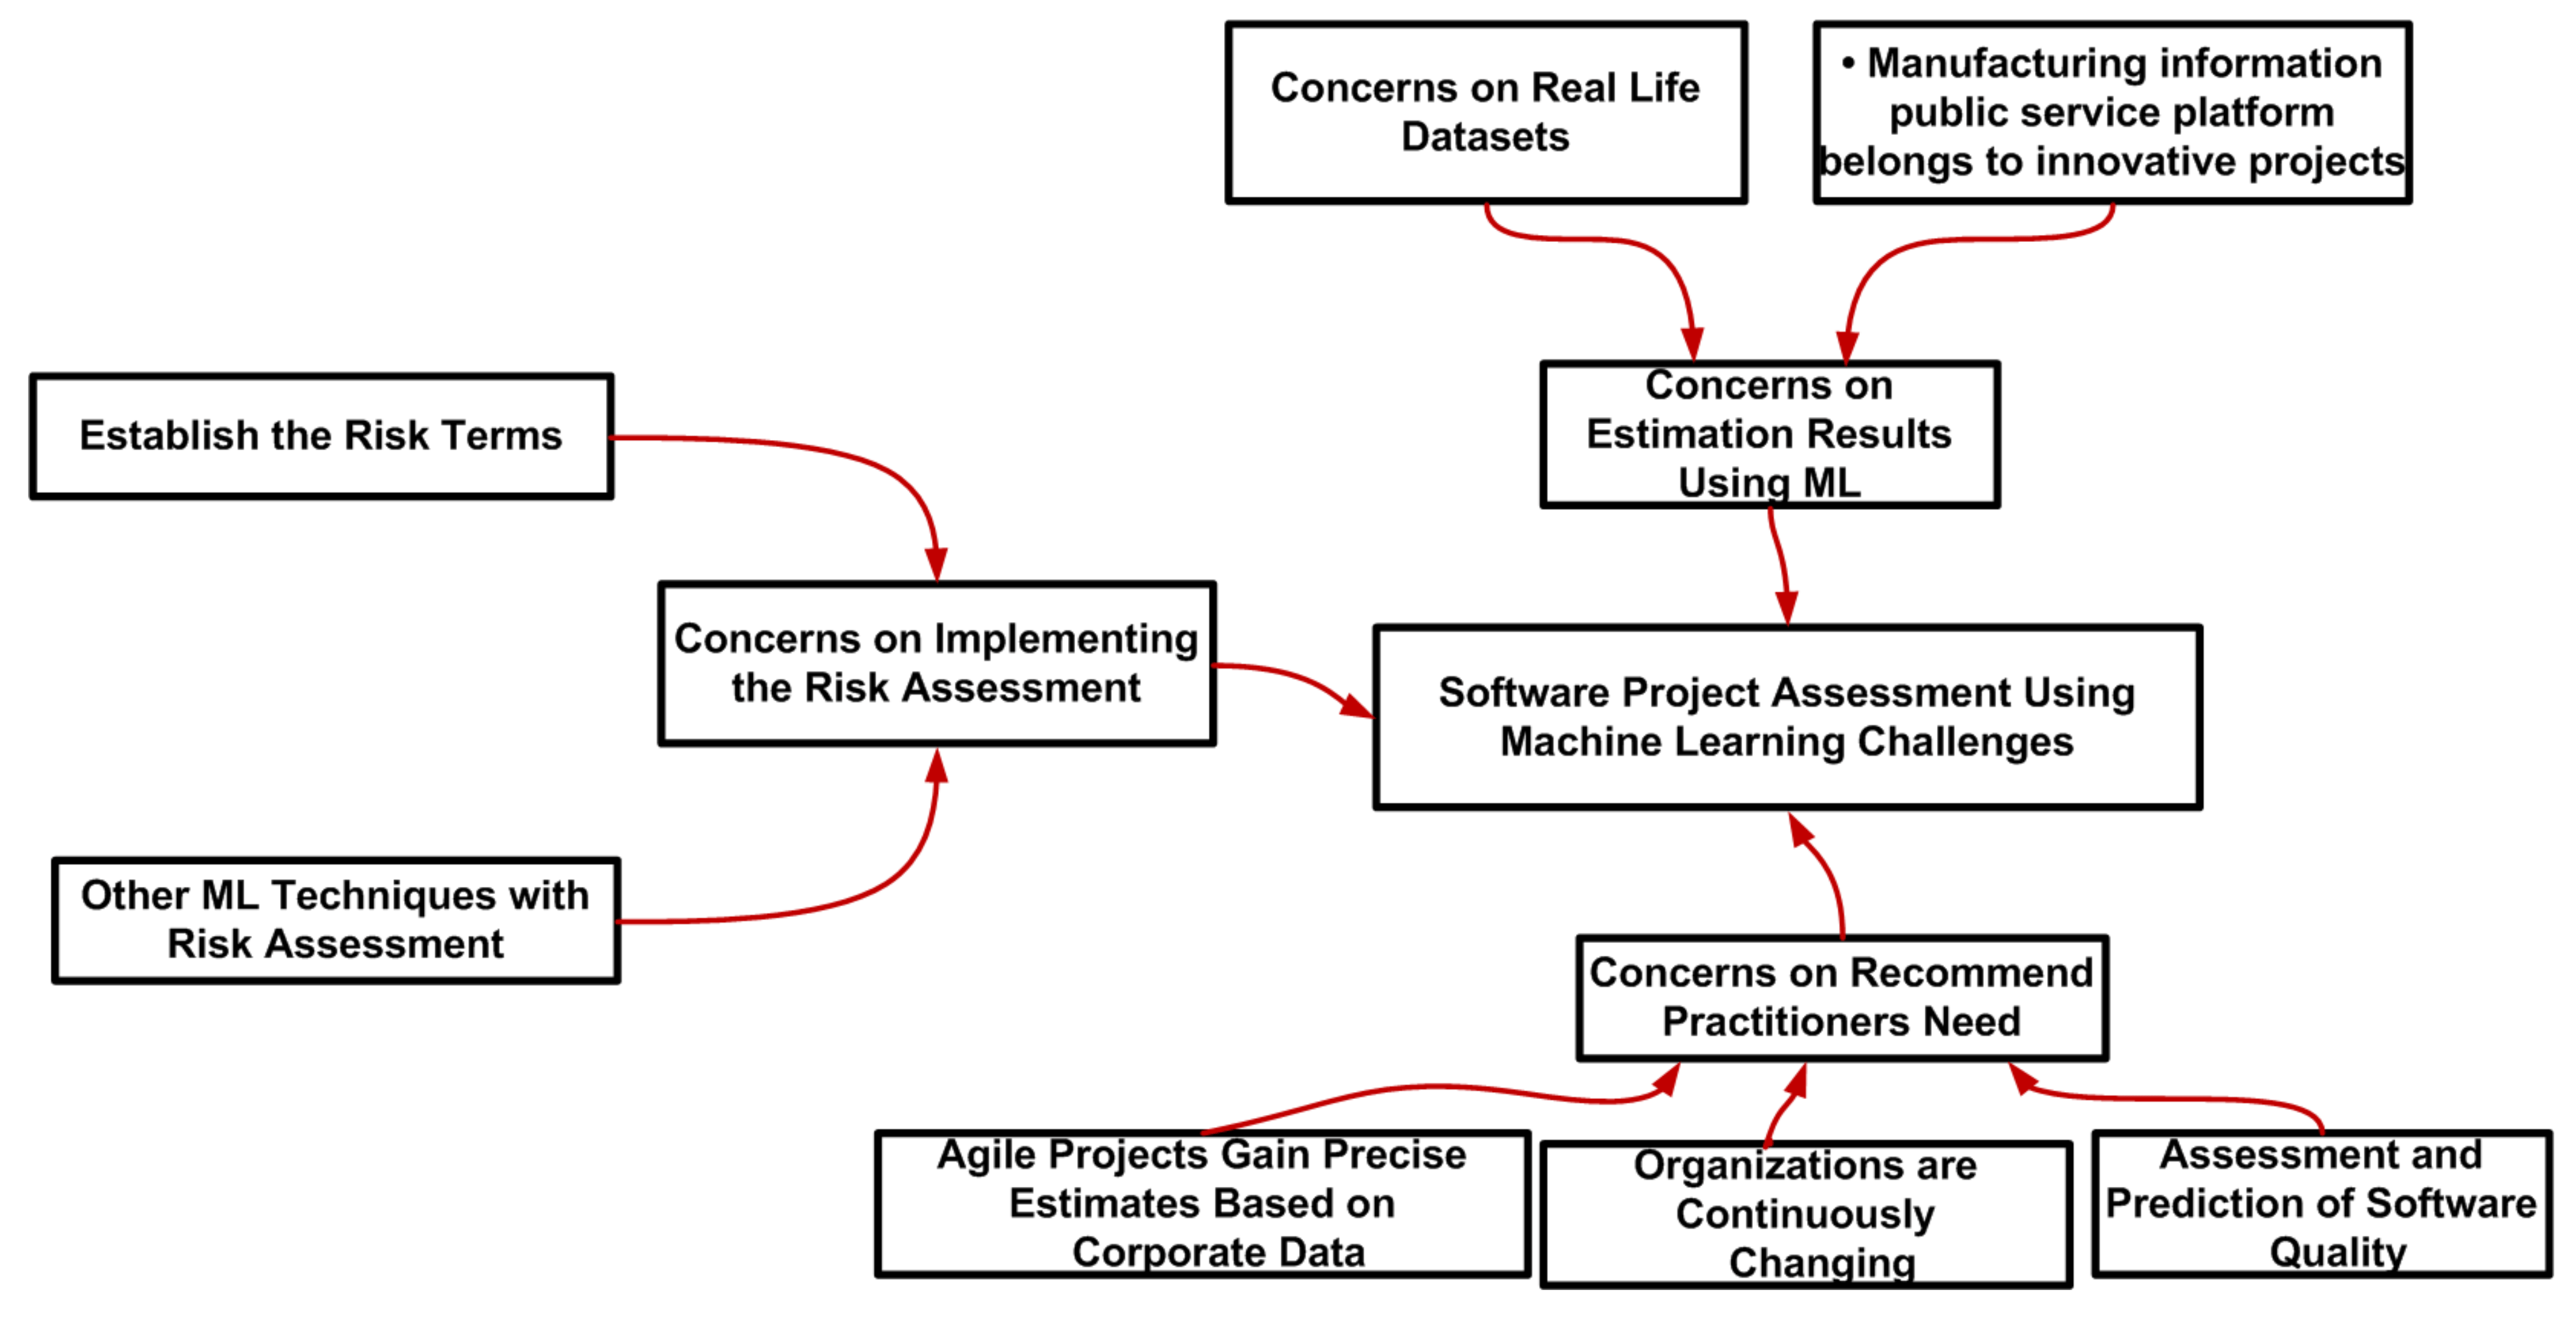 Concerns on Real Life
Datasets
• Manufacturing information
public service platform
belongs to innovative projects
Establish the Risk Terms
Concerns on
Estimation Results
Using ML
Concerns on Implementing
the Risk Assessment
Software Project Assessment Using
Machine Learning Challenges
Other ML Techniques with
Risk Assessment
Concerns on Recommend
Practitioners Need
Agile Projects Gain Precise
Estimates Based on
Corporate Data
Organizations are
Continuously
Changing
Assessment and
Prediction of Software
Quality